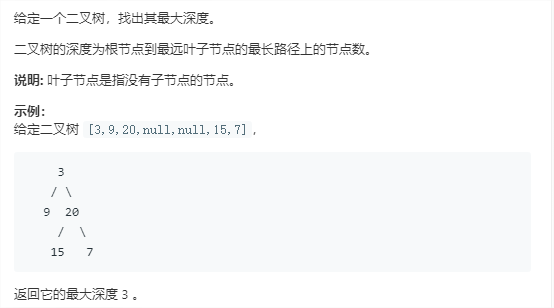 给定一个二叉树，找出其最大深度。
二叉树的深度为根节点到最远叶子节点的最长路径上的节点数。
说明: 叶子节点是指没有子节点的节点。
示例：
给定二叉树 [3,9,20,null,null,15,7]，
3
/ \
9 20
/ \
15 7
返回它的最大深度 3 。